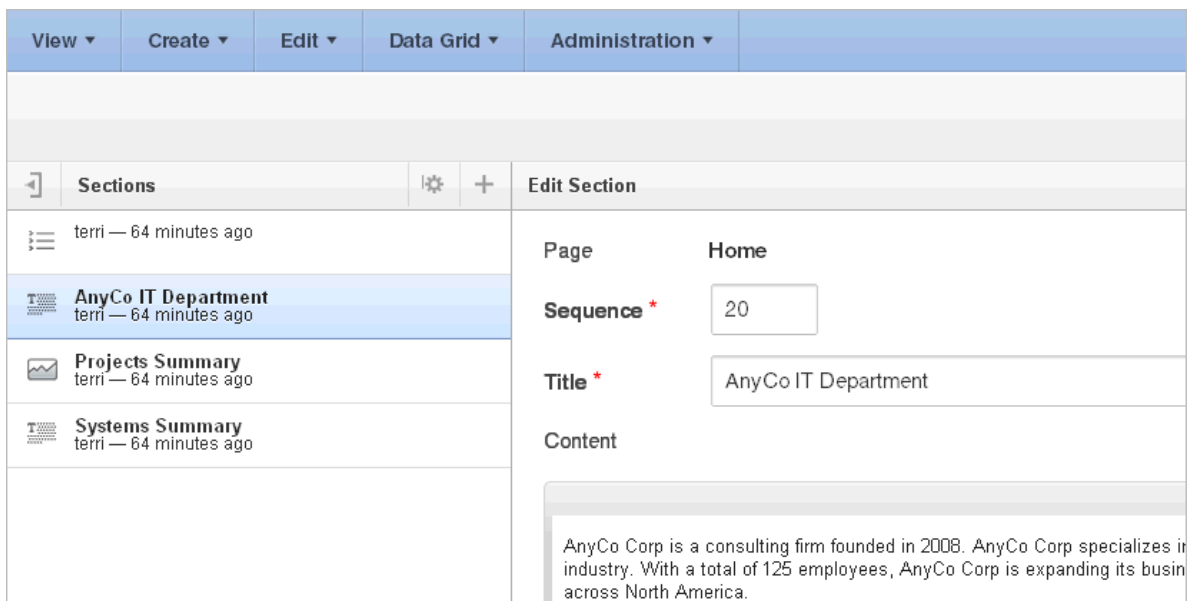 View Create Edit Data Grid Administration
Sections
terri — 64 minutes ago
AnyCo IT Department
terri — 64 minutes ago
Projects Summary
terri — 64 minutes ago
Systems Summary
terri — 64 minutes ago
Edit Section
Page Home
Sequence * 20
Title * AnyCo IT Department
Content
AnyCo Corp is a consulting firm founded in 2008. AnyCo Corp specializes
industry. With a total of 125 employees, AnyCo Corp is expanding its
across North America.